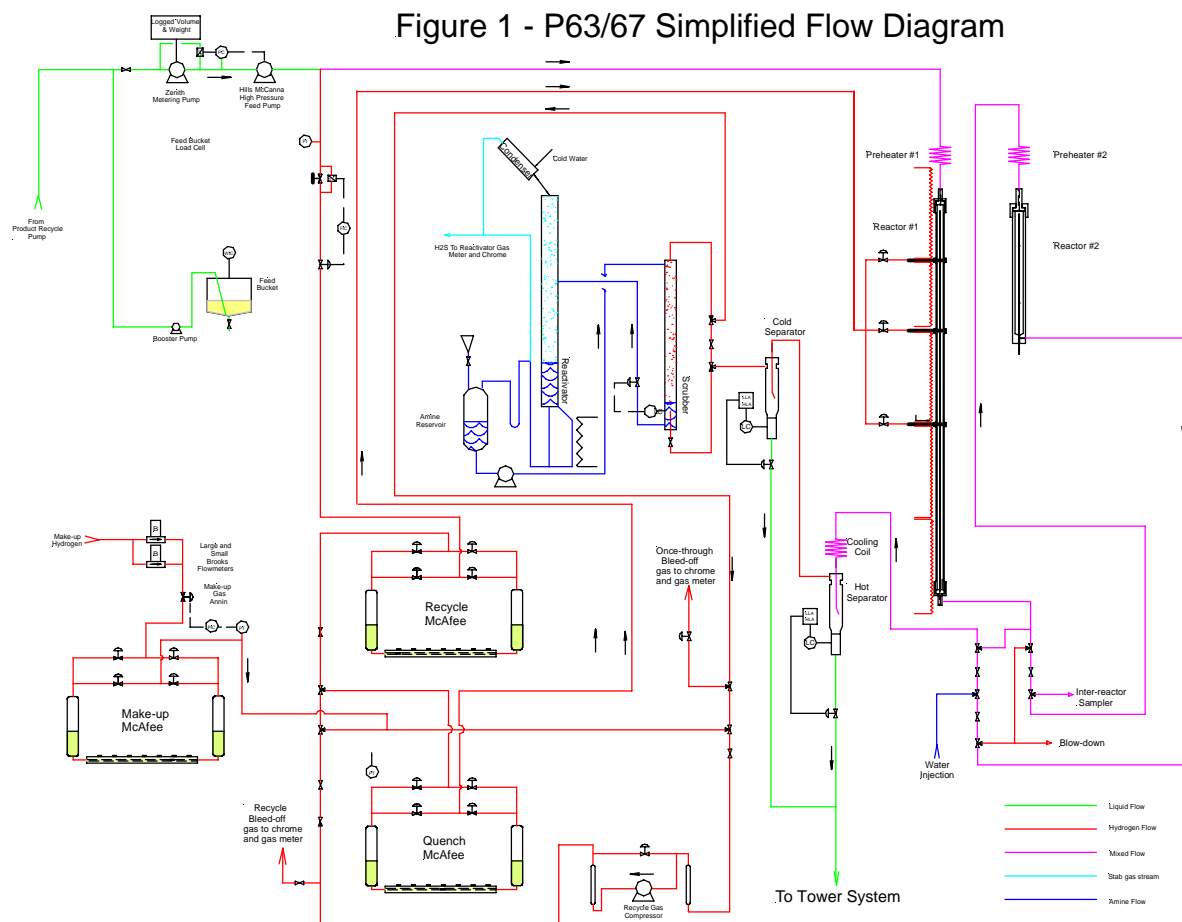 Figure 1 - P63/67 Simplified Flow Diagram
Logged Volume
& Weight
Zenith
Metering Pump
Hills McCanna
High Pressure
Feed Pump
Feed Bucket
Load Cell
From
Product Recycle
Pump
Feed
Bucket
Booster Pump
Condenser
Cold Water
H2S To Reactivator Gas
Meter and Chrome
Reactivator
Scrubber
Amine
Reservoir
Cold
Separator
LC
Preheater #1
Preheater #2
Reactor #1
Reactor #2
Make-up
Hydrogen
Large and
Small
Brooks
Flowmeters
Make-up
Gas
Annin
Make-up
McAfee
Recycle
McAfee
Once-through
Bleed-off
gas to chrome
and gas meter
Cooling
Coil
Hot
Separator
LC
Inter-reactor
Sampler
Blow-down
Water
Injection
PT
Recycle
Bleed-off
gas to chrome
and gas meter
Quench
McAfee
Recycle Gas
Compressor
To Tower System
Liquid Flow
Hydrogen Flow
Mixed Flow
Stab gas stream
Amine Flow